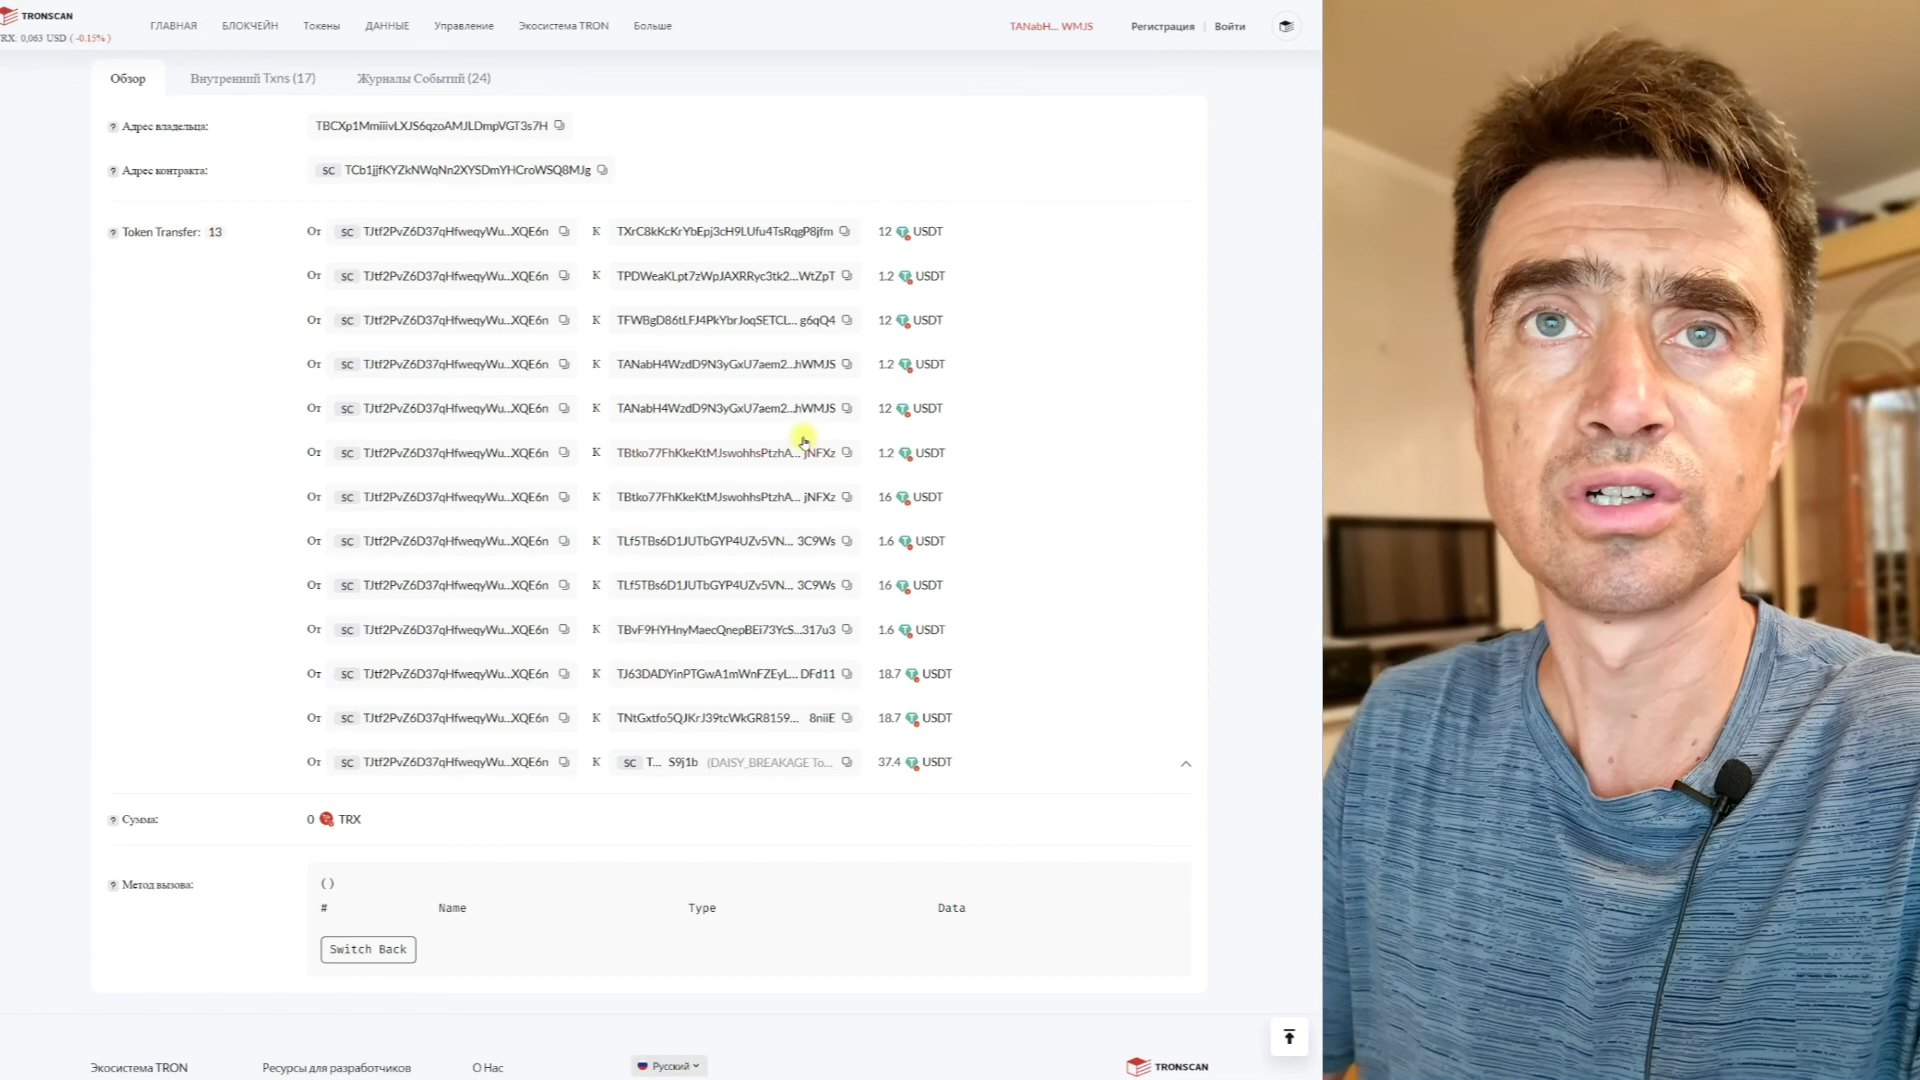 TRONSCAN
RX: 0,063 USD ( -0.15% )
ГЛАВНАЯ БЛОКЧЕЙН Токены ДАННЫЕ Управление Экосистема TRON Больше
TANabH... WMJS Регистрация | Войти
Обзор Внутренний Txns (17) Журналы Событий (24)
? Адрес владельца: TBCXp1MmiiivLXJS6qzoAMJLDmpVGT3s7H
? Адрес контракта: SC TCb1jjfKYZkNWqNn2XYSDmYHCroWSQ8MJg
? Token Transfer: 13 От SC TJtf2PvZ6D37qHfweqyWu...XQE6n К TXrC8kKcKrYbEpj3cH9LUfu4TsRqgP8jfm 12 USDT
От SC TJtf2PvZ6D37qHfweqyWu...XQE6n К TPDWeaKLpt7zWpJAXRRyc3tk2...WtZpT 1.2 USDT
От SC TJtf2PvZ6D37qHfweqyWu...XQE6n К TFWBgD86tLFJ4PkYbrJoqSETCL... g6qQ4 12 USDT
От SC TJtf2PvZ6D37qHfweqyWu...XQE6n К TANabH4WzdD9N3yGxU7aem2...hWMJS 1.2 USDT
От SC TJtf2PvZ6D37qHfweqyWu...XQE6n К TANabH4WzdD9N3yGxU7aem2...hWMJS 12 USDT
От SC TJtf2PvZ6D37qHfweqyWu...XQE6n К TBtko77FhKkeKtMJswohhsPtzhA... jNFXz 1.2 USDT
От SC TJtf2PvZ6D37qHfweqyWu...XQE6n К TBtko77FhKkeKtMJswohhsPtzhA... jNFXz 16 USDT
От SC TJtf2PvZ6D37qHfweqyWu...XQE6n К TLf5TBs6D1JUTbGYP4UZv5VN... 3C9Ws 1.6 USDT
От SC TJtf2PvZ6D37qHfweqyWu...XQE6n К TLf5TBs6D1JUTbGYP4UZv5VN... 3C9Ws 16 USDT
От SC TJtf2PvZ6D37qHfweqyWu...XQE6n К TBvF9HYHnyMaecQnepBEi73YcS...317u3 1.6 USDT
От SC TJtf2PvZ6D37qHfweqyWu...XQE6n К TJ63DADYinPTGwA1mWnFZEyL... DFd11 18.7 USDT
От SC TJtf2PvZ6D37qHfweqyWu...XQE6n К TNtGxtfo5QJKrJ39tcWkGR8159... 8niiE 18.7 USDT
От SC TJtf2PvZ6D37qHfweqyWu...XQE6n К SC T... S9j1b (DAISY_BREAKAGE To... 37.4 USDT
? Сумма: 0 TRX
? Метод вызова: ()
# Name Type Data
Switch Back
Экосистема TRON Ресурсы для разработчиков О Нас Русский TRONSCAN